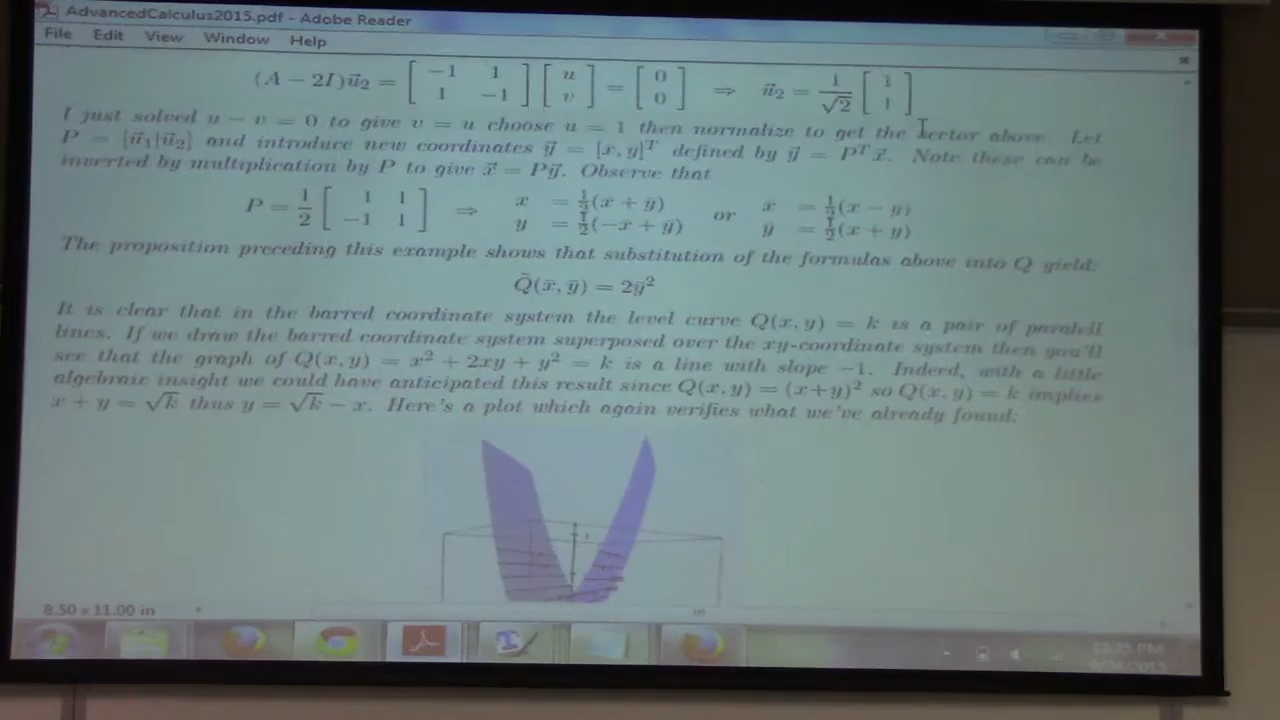 AdvancedCalculus2015.pdf - Adobe Reader
File Edit View Window Help
(A − 2I)u⃗₂ = [ −1 1 ; 1 −1 ] [ u ; v ] = [ 0 ; 0 ] ⇒ u⃗₂ = 1/√2 [ 1 ; 1 ]
I just solved u − v = 0 to give v = u choose u = 1 then normalize to get the vector above. Let
P = [u⃗₁|u⃗₂] and introduce new coordinates y⃗ = [x̄, ȳ]ᵀ defined by y⃗ = Pᵀx⃗. Note these can be
inverted by multiplication by P to give x⃗ = Py⃗. Observe that
P = 1/2 [ 1 1 ; −1 1 ] ⇒ x = ½(x̄ + ȳ) or x̄ = ½(x − y)
y = ½(−x̄ + ȳ) ȳ = ½(x + y)
The proposition preceding this example shows that substitution of the formulas above into Q yield:
Q̃(x̄, ȳ) = 2ȳ²
It is clear that in the barred coordinate system the level curve Q(x, y) = k is a pair of paralell
lines. If we draw the barred coordinate system superposed over the xy-coordinate system then you'll
see that the graph of Q(x, y) = x² + 2xy + y² = k is a line with slope −1. Indeed, with a little
algebraic insight we could have anticipated this result since Q(x, y) = (x+y)² so Q(x, y) = k implies
x + y = √k thus y = √k − x. Here's a plot which again verifies what we've already found:
8.50 x 11.00 in